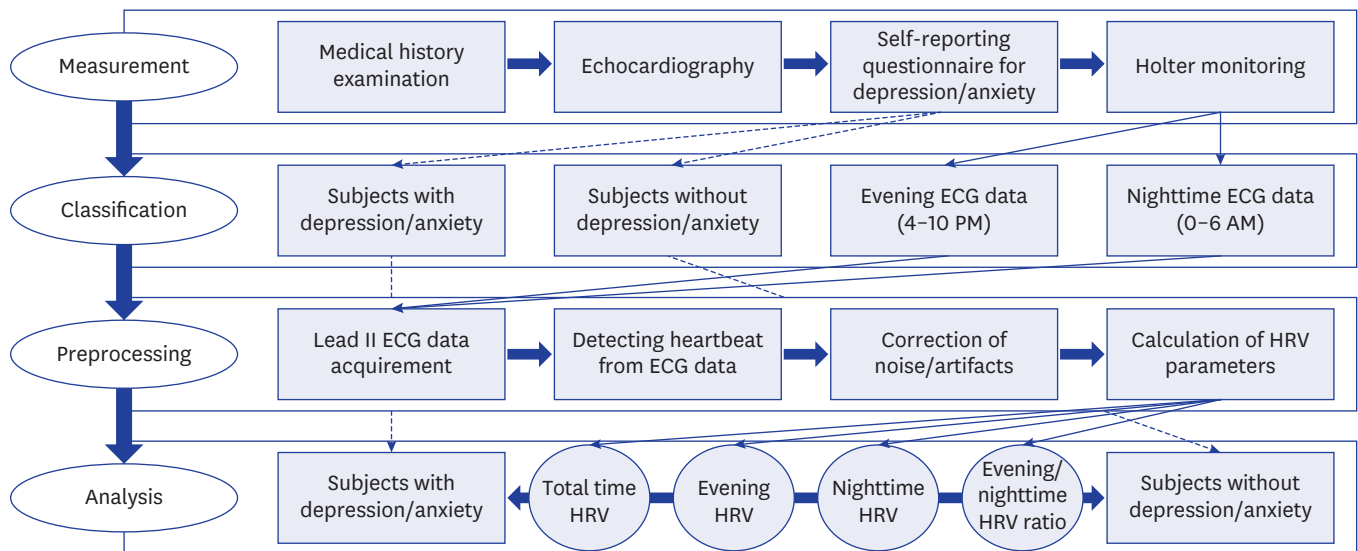 Measurement
Medical history
examination
Echocardiography
Self-reporting
questionnaire for
depression/anxiety
Holter monitoring
Classification
Subjects with
depression/anxiety
Subjects without
depression/anxiety
Evening ECG data
(4–10 PM)
Nighttime ECG data
(0–6 AM)
Preprocessing
Lead II ECG data
acquirement
Detecting heartbeat
from ECG data
Correction of
noise/artifacts
Calculation of HRV
parameters
Analysis
Subjects with
depression/anxiety
Total time
HRV
Evening
HRV
Nighttime
HRV
Evening/
nighttime
HRV ratio
Subjects without
depression/anxiety